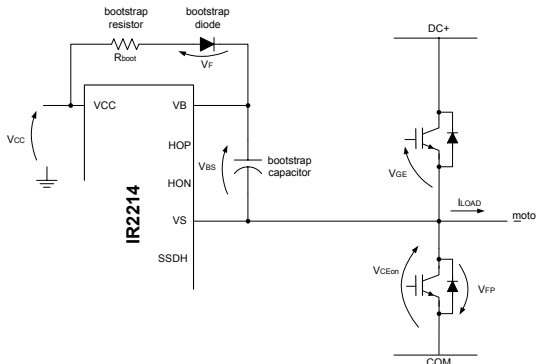 bootstrap
resistor
bootstrap
diode
DC+
Rboot
VF
VCC
VB
VCC
HOP
VBS
bootstrap
capacitor
VGE
HON
IR2214
ILOAD
VS
moto
SSDH
VCEon
VFP
COM